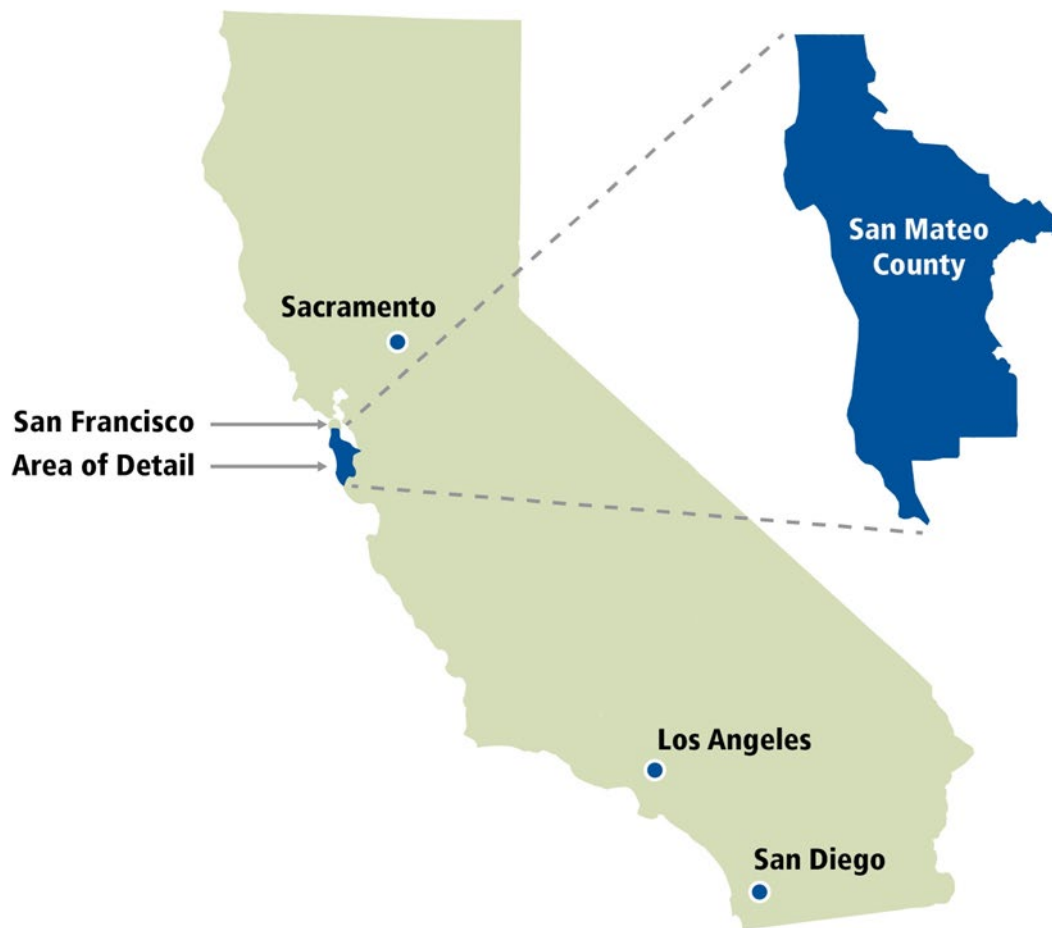 San Mateo
County
Sacramento
San Francisco
Area of Detail
Los Angeles
San Diego